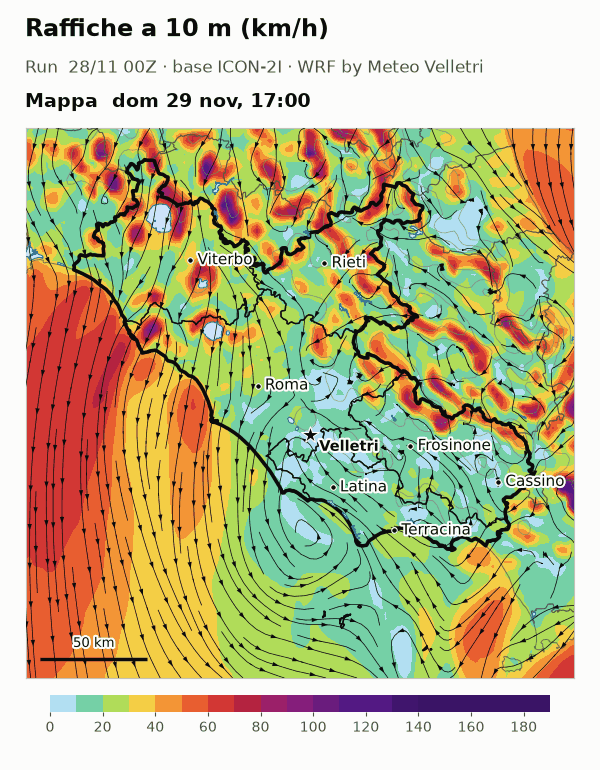 Raffiche a 10 m (km/h)
Run  28/11 00Z · base ICON-2I · WRF by Meteo Velletri
Mappa  dom 29 nov, 17:00
Viterbo
Rieti
Roma
Velletri
Frosinone
Latina
Cassino
Terracina
50 km
0 20 40 60 80 100 120 140 160 180